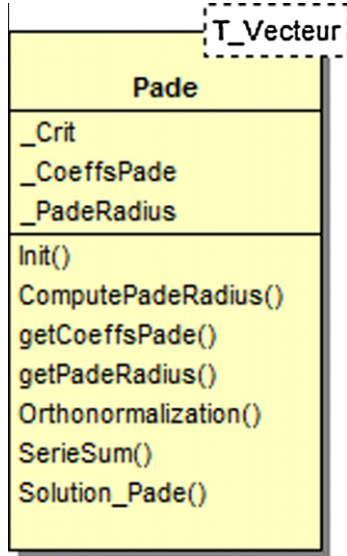 T_Vecteur
Pade
_Crit
_CoeffsPade
_PadeRadius
Init()
ComputePadeRadius()
getCoeffsPade()
getPadeRadius()
Orthonormalization()
SerieSum()
Solution_Pade()